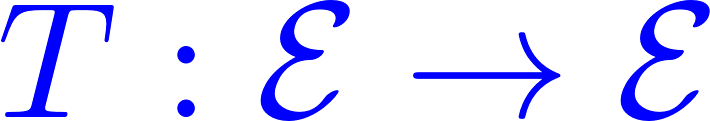 T : ℰ → ℰ